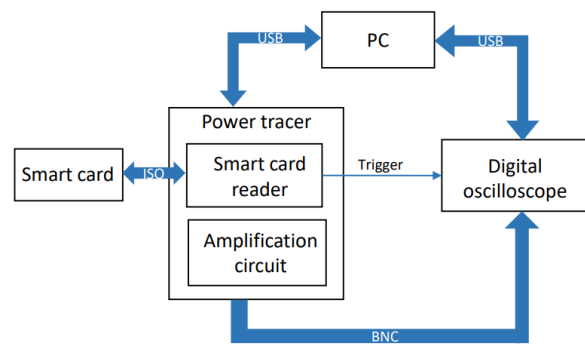 USB
PC
USB
Power tracer
Smart card
ISO
Smart card
reader
Trigger
Digital
oscilloscope
Amplification
circuit
BNC